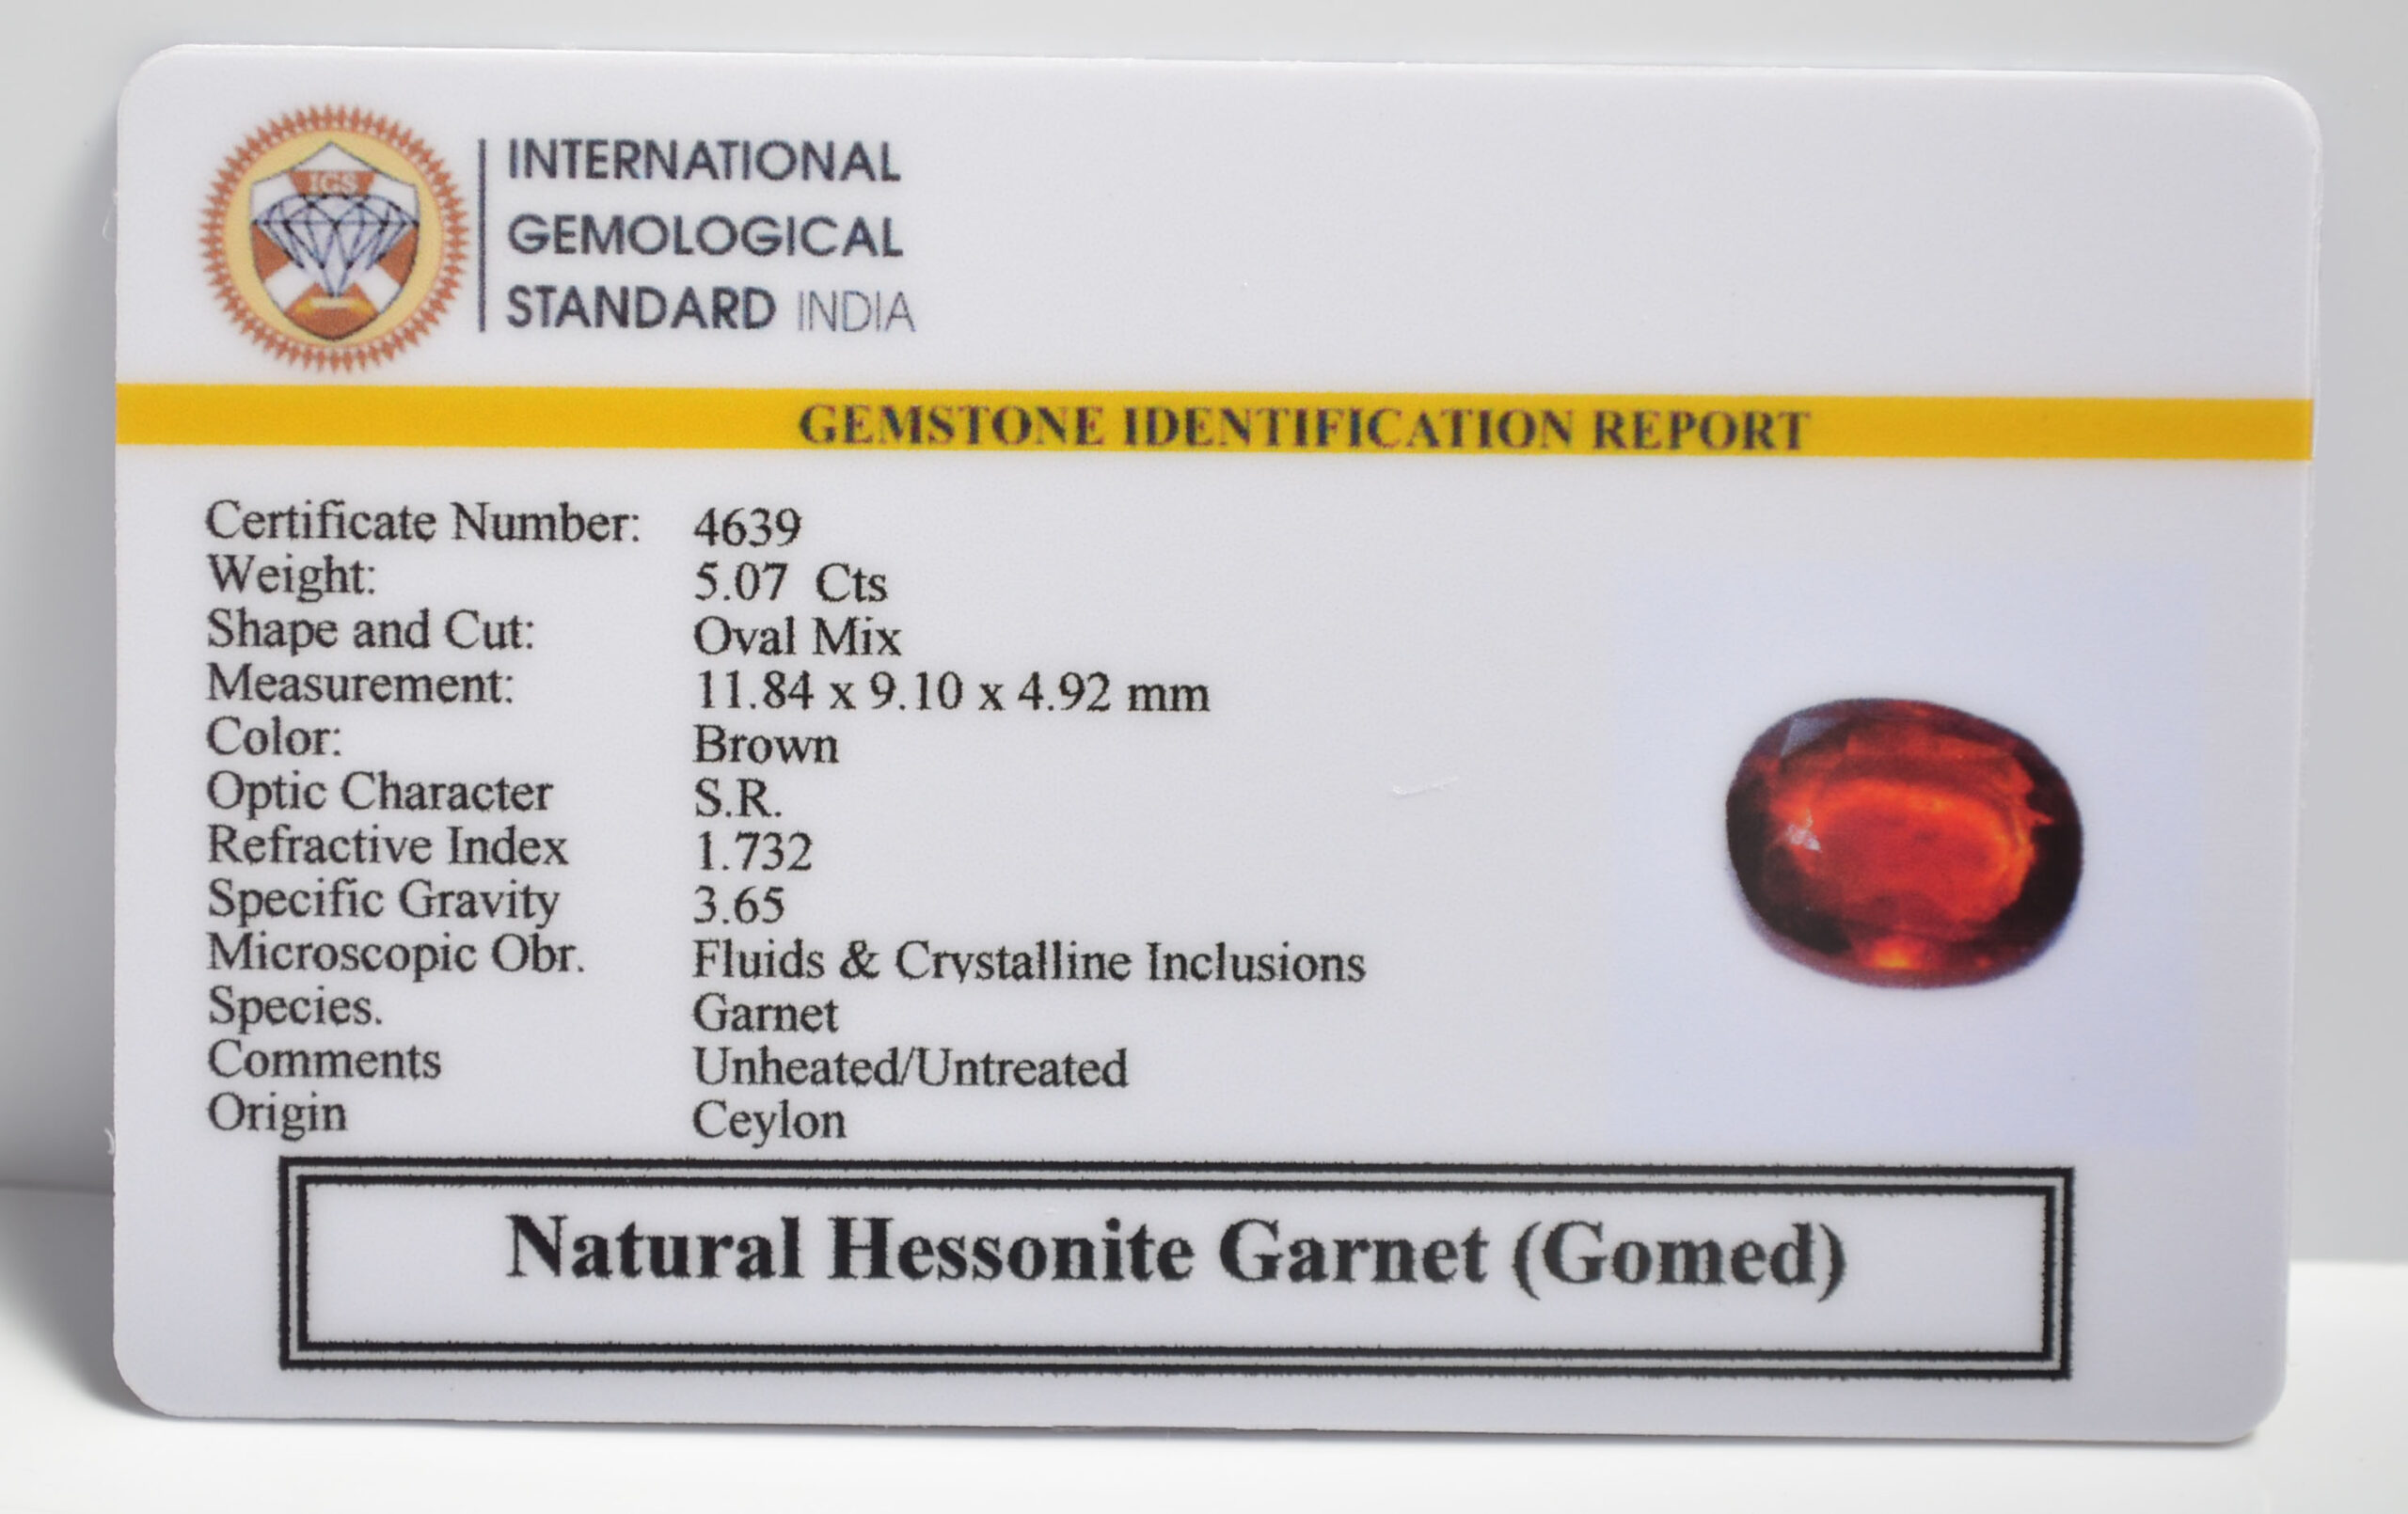 IGS
INTERNATIONAL
GEMOLOGICAL
STANDARD INDIA
GEMSTONE IDENTIFICATION REPORT
Certificate Number: 4639
Weight: 5.07 Cts
Shape and Cut: Oval Mix
Measurement: 11.84 x 9.10 x 4.92 mm
Color: Brown
Optic Character S.R.
Refractive Index 1.732
Specific Gravity 3.65
Microscopic Obr. Fluids & Crystalline Inclusions
Species. Garnet
Comments Unheated/Untreated
Origin Ceylon
Natural Hessonite Garnet (Gomed)